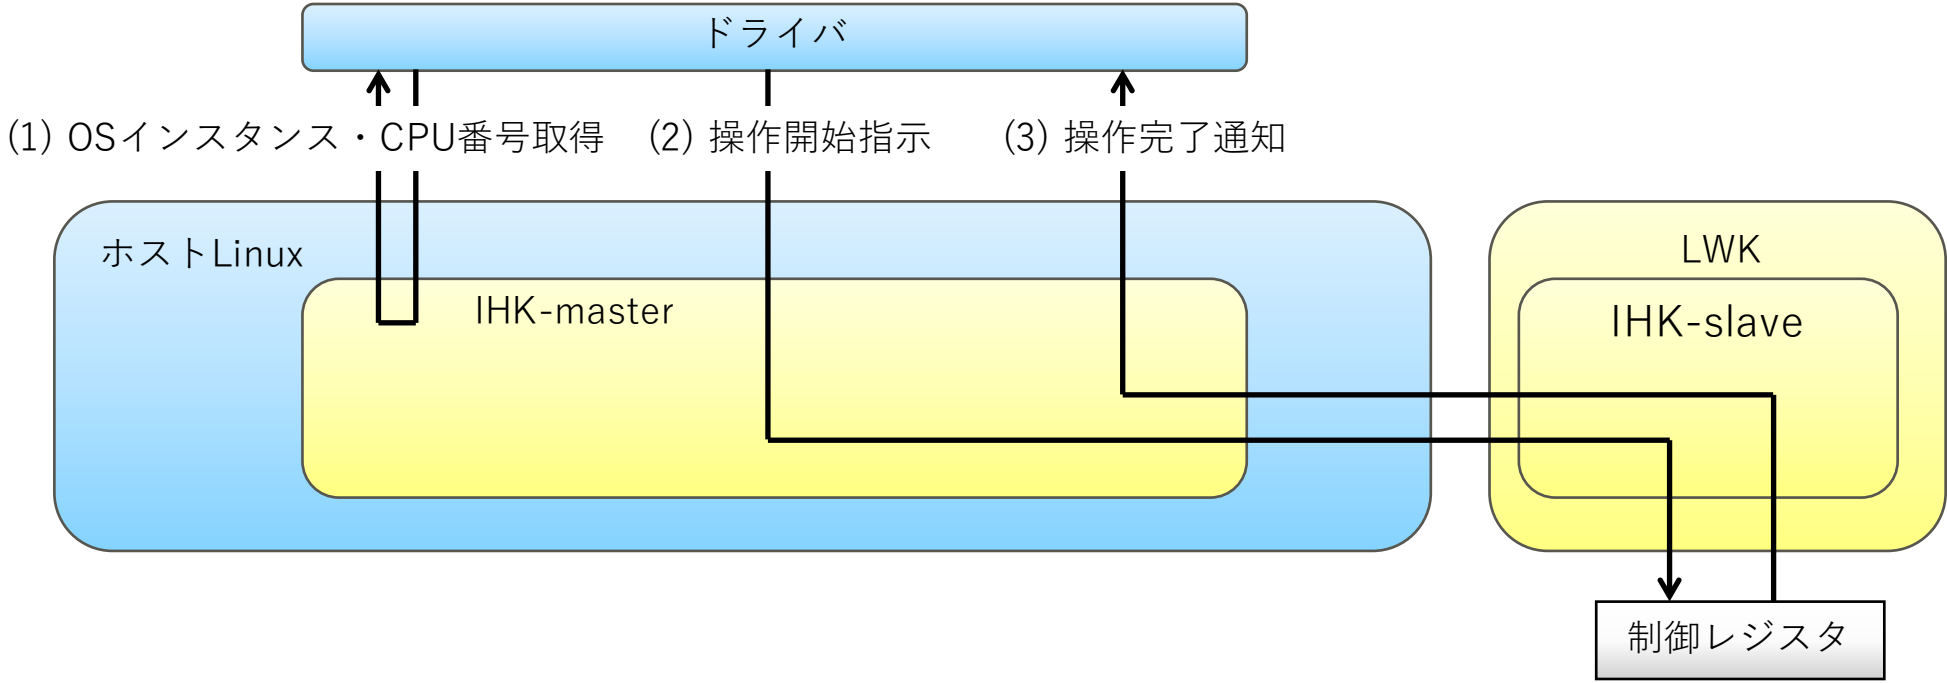 ドライバ
(1) OSインスタンス・CPU番号取得
(2) 操作開始指示
(3) 操作完了通知
ホストLinux
IHK-master
LWK
IHK-slave
制御レジスタ